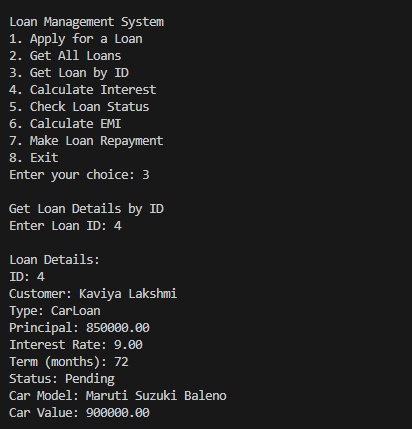 Loan Management System
1. Apply for a Loan
2. Get All Loans
3. Get Loan by ID
4. Calculate Interest
5. Check Loan Status
6. Calculate EMI
7. Make Loan Repayment
8. Exit
Enter your choice: 3
Get Loan Details by ID
Enter Loan ID: 4
Loan Details:
ID: 4
Customer: Kaviya Lakshmi
Type: CarLoan
Principal: 850000.00
Interest Rate: 9.00
Term (months): 72
Status: Pending
Car Model: Maruti Suzuki Baleno
Car Value: 900000.00